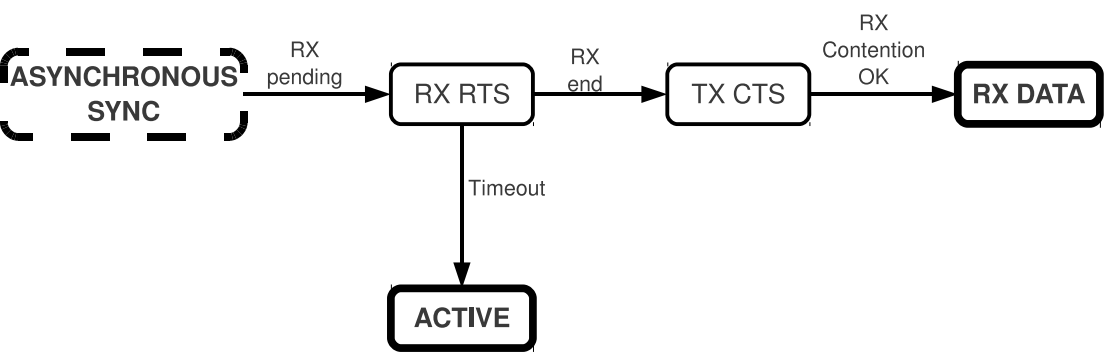 ASYNCHRONOUS
SYNC
RX
pending
RX RTS
RX
end
TX CTS
RX
Contention
OK
RX DATA
Timeout
ACTIVE